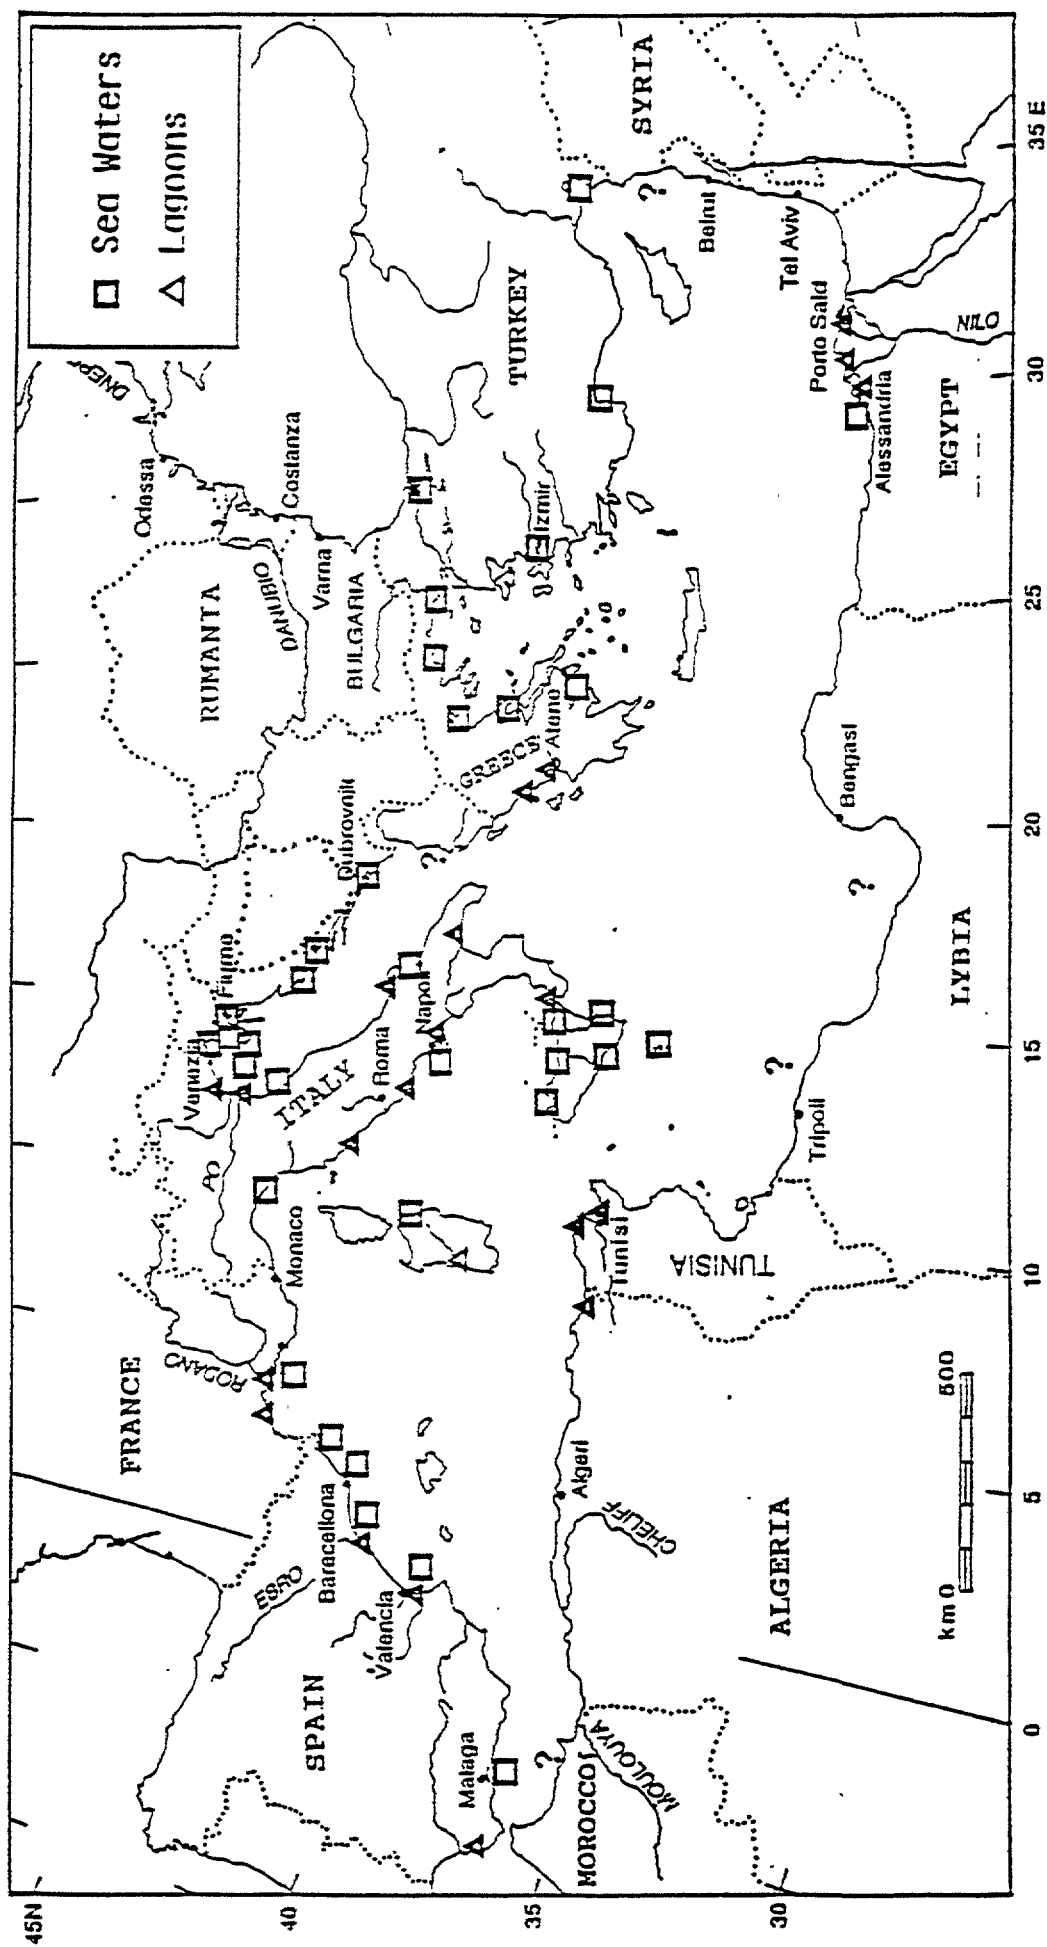 Sea Waters
Lagoons
45N
40
35
30
0
5
10
15
20
25
30
35 E
FRANCE
SPAIN
ITALY
RUMANTA
BULGARIA
GREECE
TURKEY
SYRIA
EGYPT
LYBIA
TUNISIA
ALGERIA
MOROCCO
DNEPR
Odessa
Costanza
Varna
DANUBIO
Fiume
Dubrovnik
Venezia
PO
Monaco
RODANO
Roma
Napoli
Barcellona
EBRO
Valencia
Malaga
Atene
Izmir
Beirut
Tel Aviv
Porto Said
NILO
Alessandria
Bengasi
Tripoli
Tunisi
Algeri
CHELIFF
MOULOUYA
?
?
?
?
?
km 0
500